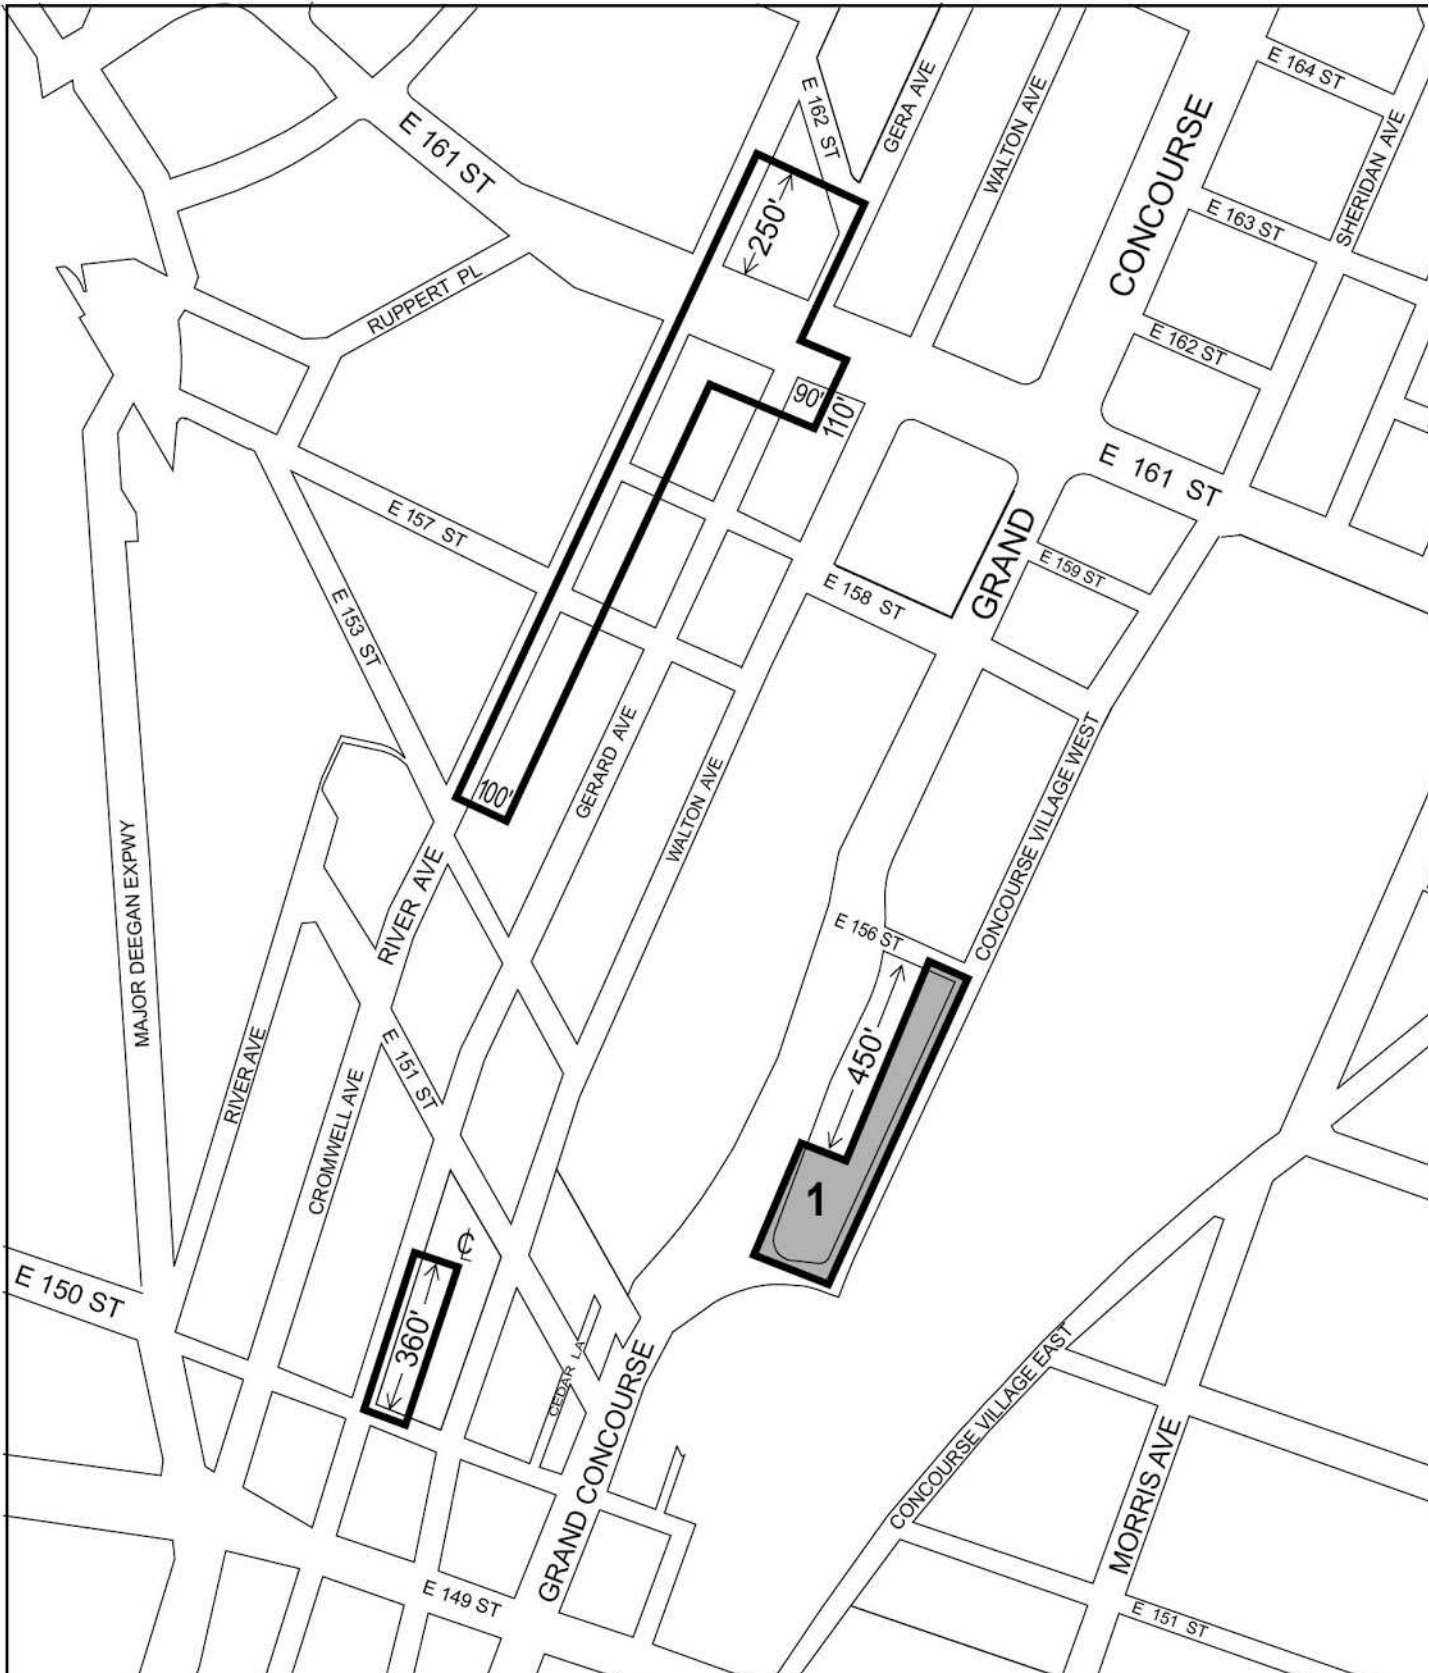 E 164 ST
E 162 ST
GERA AVE
WALTON AVE
CONCOURSE
SHERIDAN AVE
E 161 ST
E 163 ST
250'
RUPPERT PL
E 162 ST
90'
110'
E 161 ST
E 157 ST
GRAND
E 159 ST
E 158 ST
E 153 ST
100'
GERARD AVE
WALTON AVE
CONCOURSE VILLAGE WEST
MAJOR DEEGAN EXPWY
RIVER AVE
E 156 ST
450'
RIVER AVE
E 151 ST
CROMWELL AVE
1
E 150 ST
360'
CEDAR LA
GRAND CONCOURSE
CONCOURSE VILLAGE EAST
MORRIS AVE
E 149 ST
E 151 ST